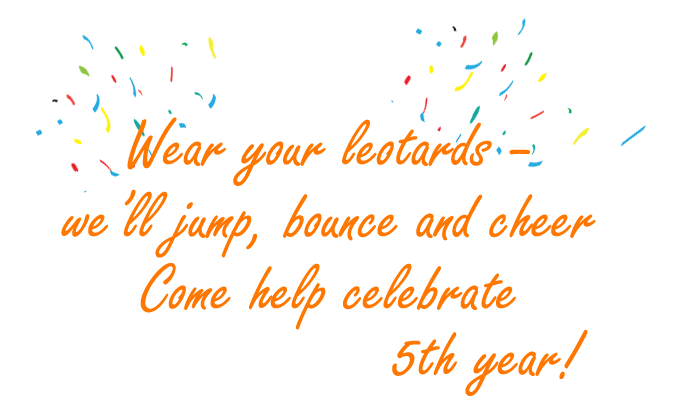 Wear your leotards –
we'll jump, bounce and cheer
Come help celebrate
5th year!